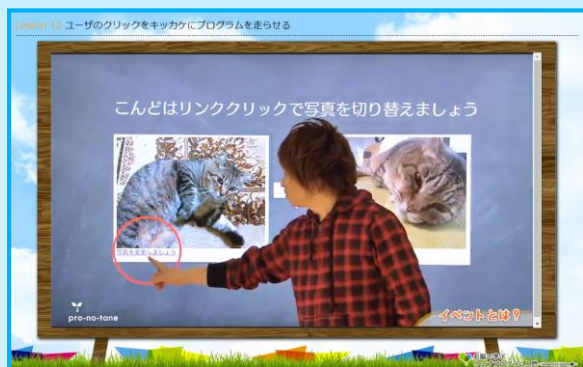 Lesson 12 ユーザのクリックをキッカケにプログラムを走らせる
こんどはリンククリックで写真を切り替えましょう
写真を変更しましょう
pro-no-tane
イベントとは?